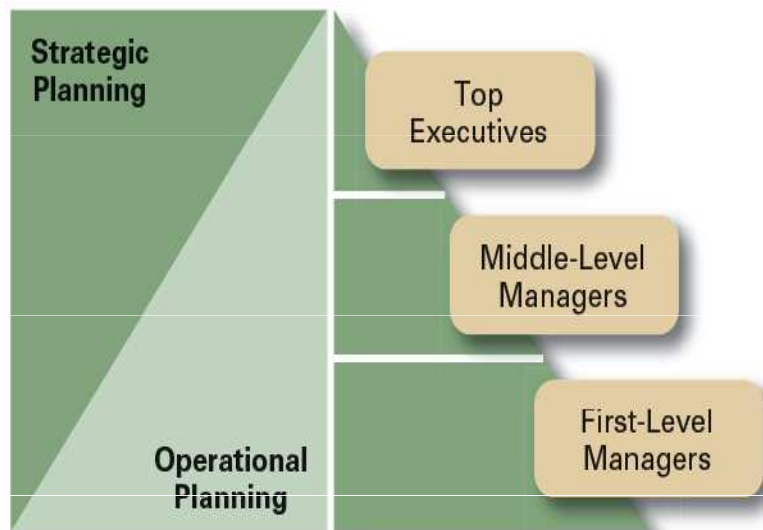 Strategic
Planning
Top
Executives
Middle-Level
Managers
First-Level
Managers
Operational
Planning